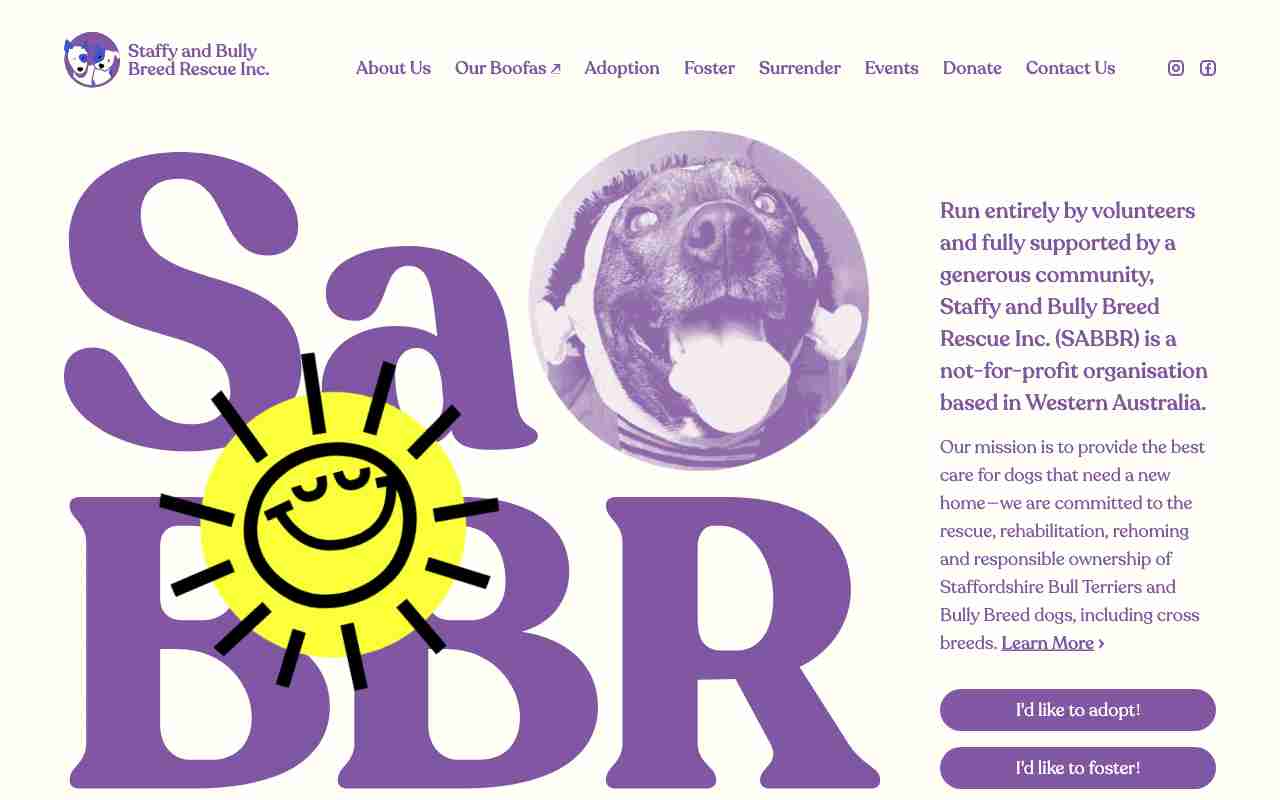 Staffy and Bully
Breed Rescue Inc.
About Us
Our Boofas ↗
Adoption
Foster
Surrender
Events
Donate
Contact Us
Sa
BBR
Run entirely by volunteers
and fully supported by a
generous community,
Staffy and Bully Breed
Rescue Inc. (SABBR) is a
not-for-profit organisation
based in Western Australia.
Our mission is to provide the best
care for dogs that need a new
home—we are committed to the
rescue, rehabilitation, rehoming
and responsible ownership of
Staffordshire Bull Terriers and
Bully Breed dogs, including cross
breeds. Learn More ›
I'd like to adopt!
I'd like to foster!